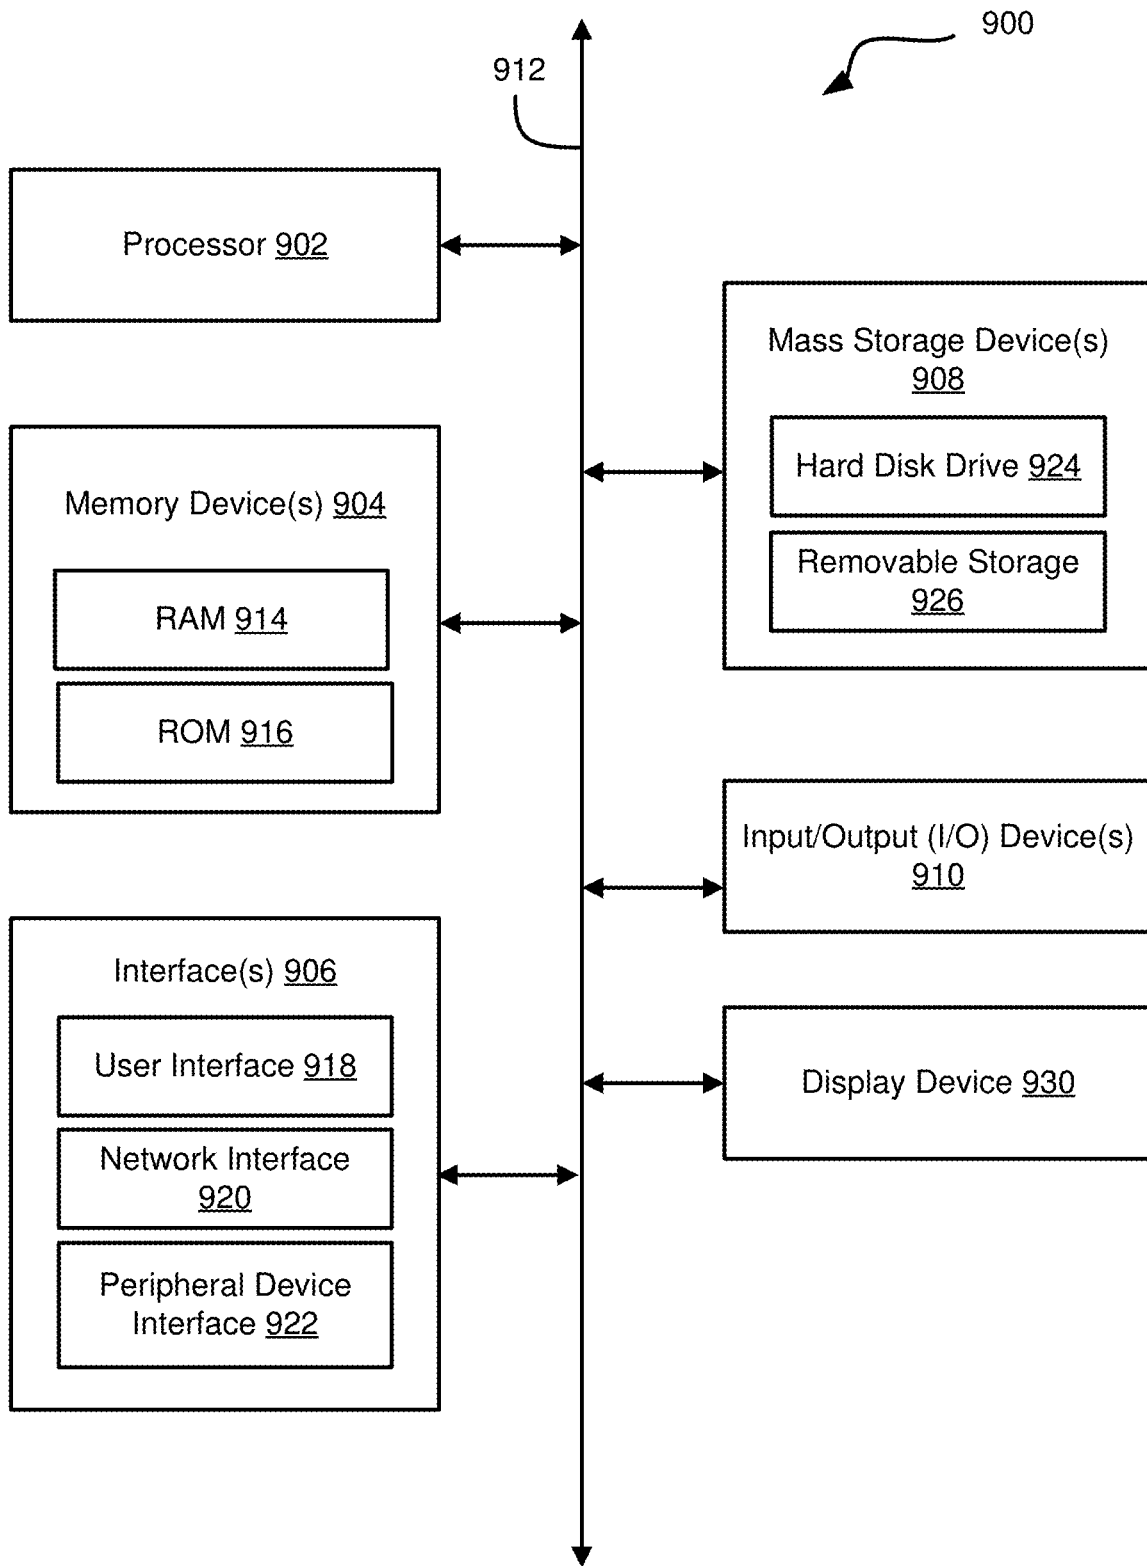 900
912
Processor 902
Mass Storage Device(s)
908
Hard Disk Drive 924
Removable Storage
926
Memory Device(s) 904
RAM 914
ROM 916
Input/Output (I/O) Device(s)
910
Interface(s) 906
User Interface 918
Network Interface
920
Peripheral Device
Interface 922
Display Device 930